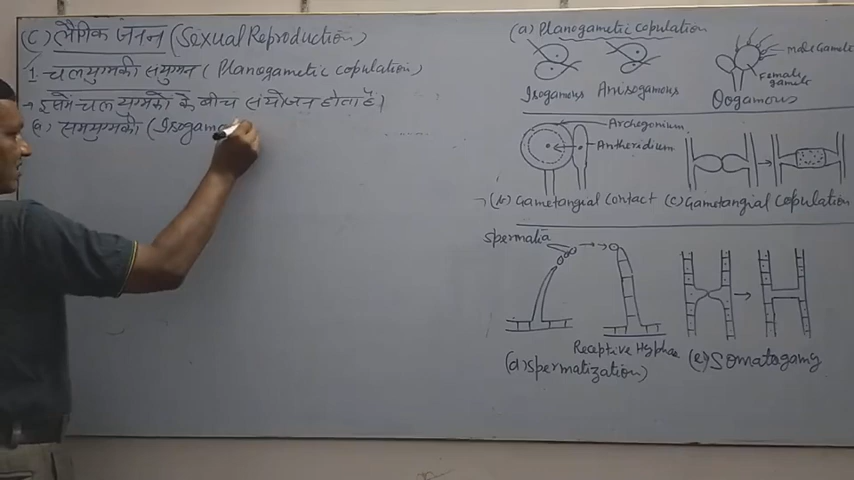 (C) लैंगिक जनन (Sexual Reproduction)
1. चलयुग्मकी संयुग्मन (Planogametic copulation)
→ इसमें चल युग्मकों के बीच संयोजन होता है।
(a) समयुग्मकी (Isogamo
(a) Planogametic copulation
Isogamous Anisogamous
Oogamous
male Gamete
Female gamete
Archegonium
Antheridium
(b) Gametangial Contact
(c) Gametangial Copulation
Spermatia
Receptive Hyphae
(d) Spermatization)
(e) Somatogamy